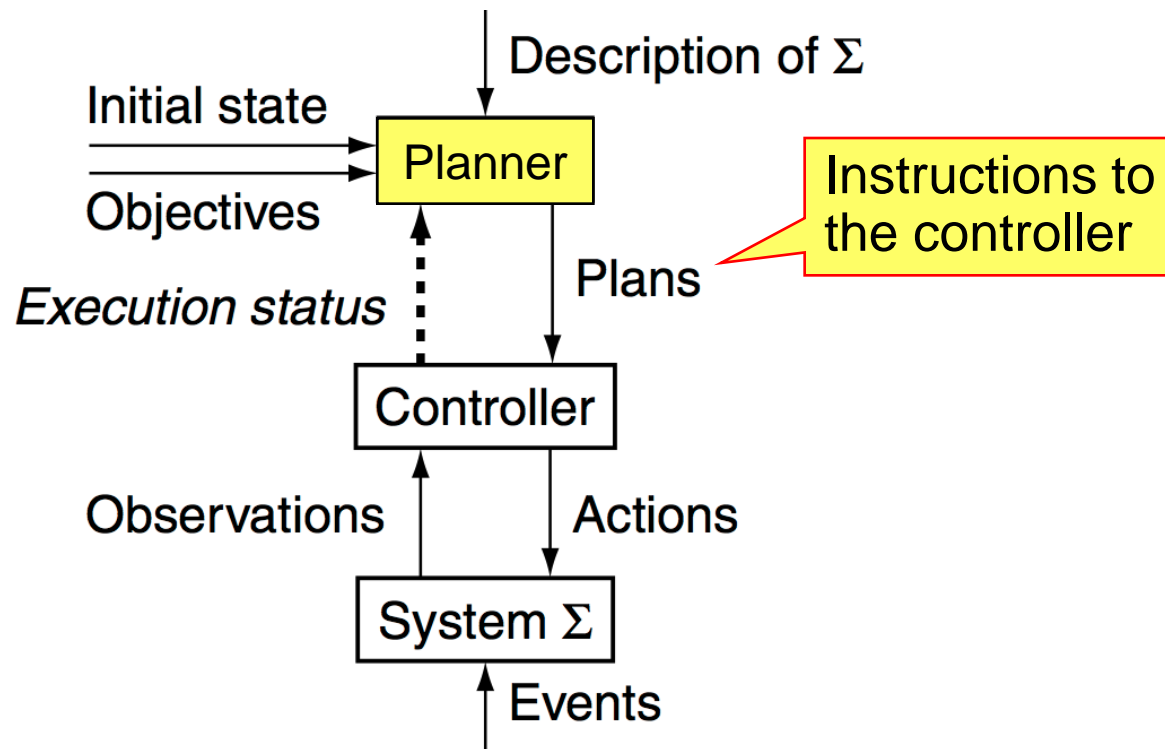 Description of Σ
Initial state
Planner
Objectives
Instructions to
the controller
Plans
Execution status
Controller
Observations
Actions
System Σ
Events